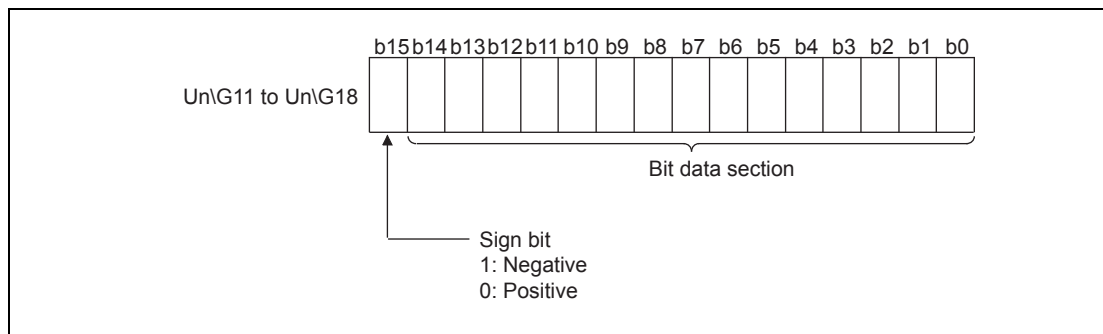 b15 b14 b13 b12 b11 b10 b9 b8 b7 b6 b5 b4 b3 b2 b1 b0
Un\G11 to Un\G18
Bit data section
Sign bit
1: Negative
0: Positive